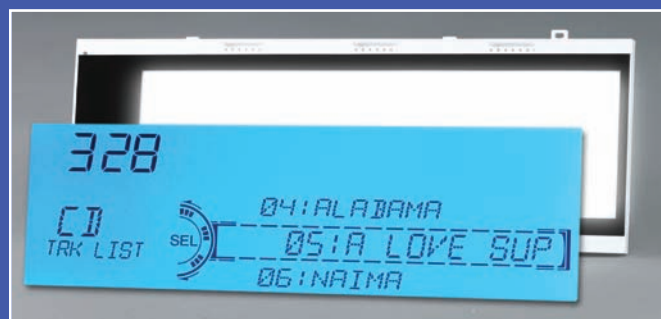 328
04:ALABAMA
CD
TRK LIST
SEL
05:A LOVE SUP
06:NAIMA